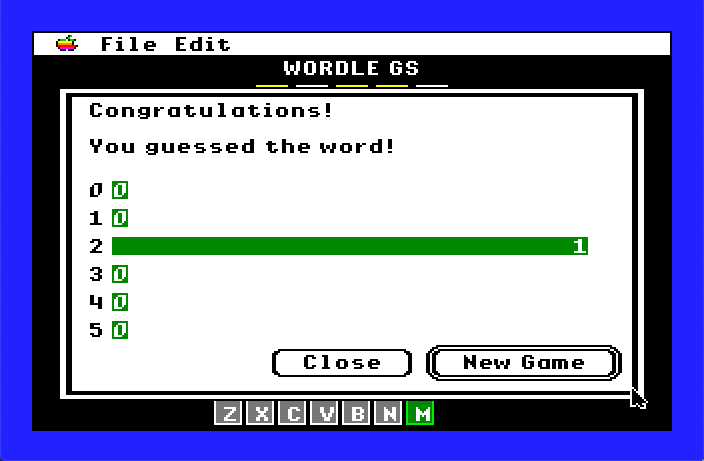 File Edit
WORDLE GS
Congratulations!
You guessed the word!
0 0
1 0
2 1
3 0
4 0
5 0
Close New Game
Z X C V B N M